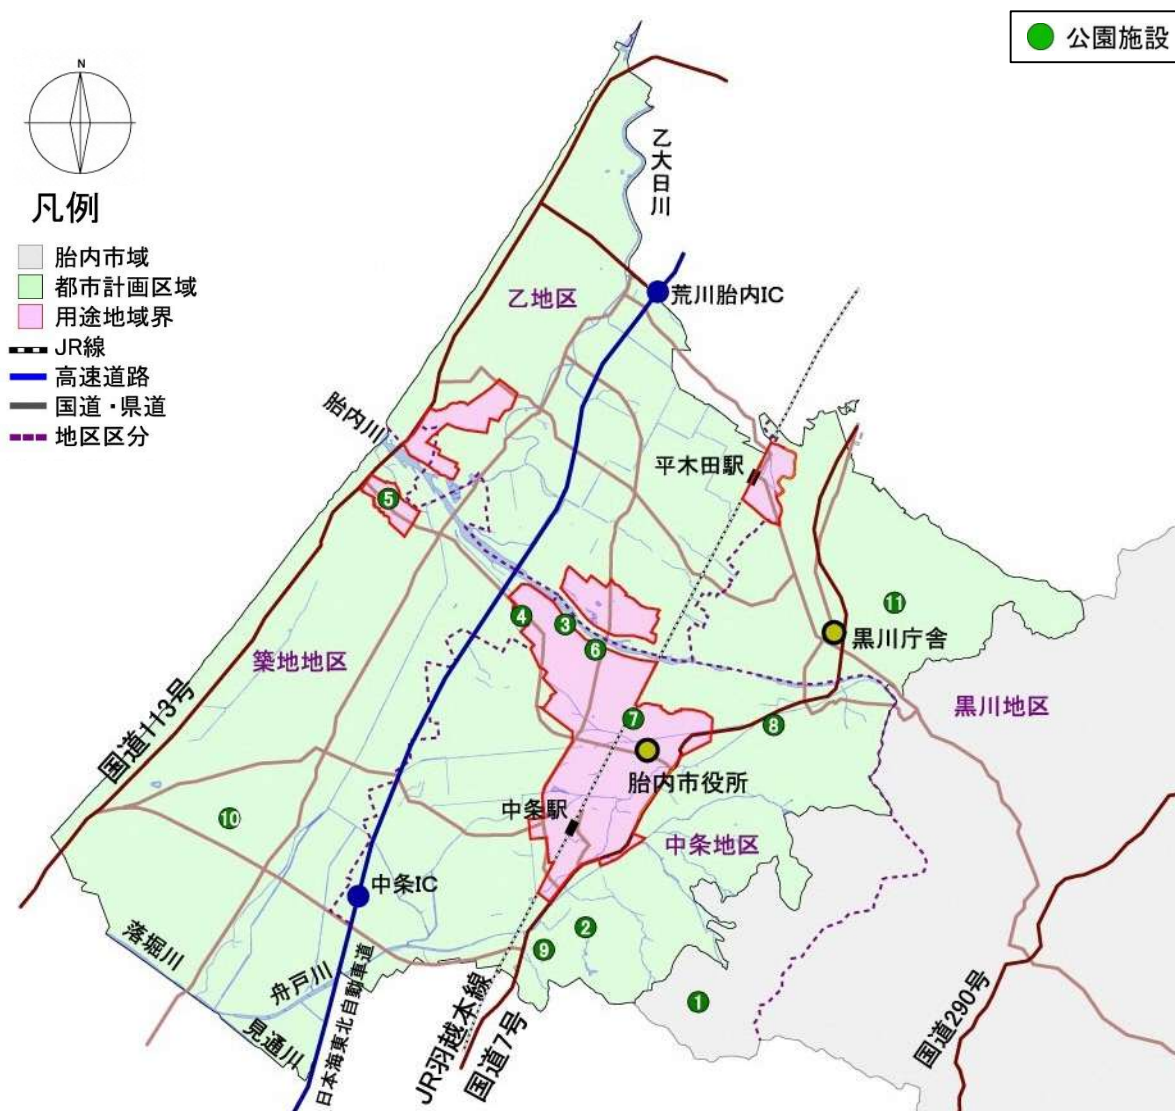 公園施設
N
凡例
胎内市域
都市計画区域
用途地域界
JR線
高速道路
国道・県道
地区区分
乙大日川
荒川胎内IC
乙地区
胎内川
平木田駅
5
11
4
3
6
黒川庁舎
築地地区
黒川地区
国道113号
7
8
胎内市役所
中条駅
中条地区
10
中条IC
2
9
落堀川
舟戸川
見通川
日本海東北自動車道
JR羽越本線
国道7号
1
国道290号